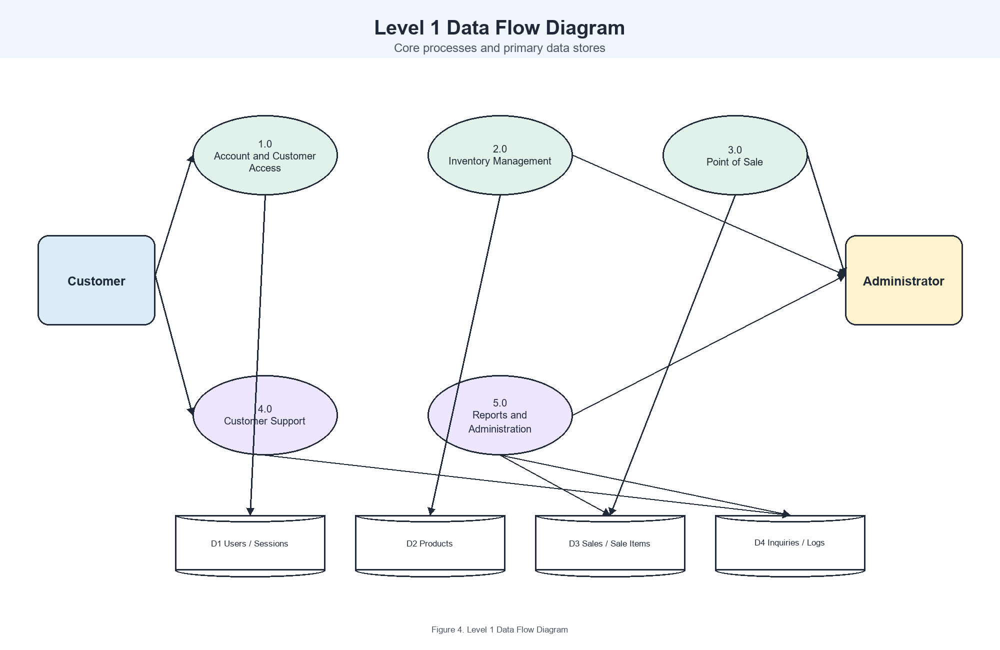 Level 1 Data Flow Diagram
Core processes and primary data stores
1.0
Account and Customer
Access
2.0
Inventory Management
3.0
Point of Sale
Customer
Administrator
4.0
Customer Support
5.0
Reports and
Administration
D1 Users / Sessions
D2 Products
D3 Sales / Sale Items
D4 Inquiries / Logs
Figure 4. Level 1 Data Flow Diagram